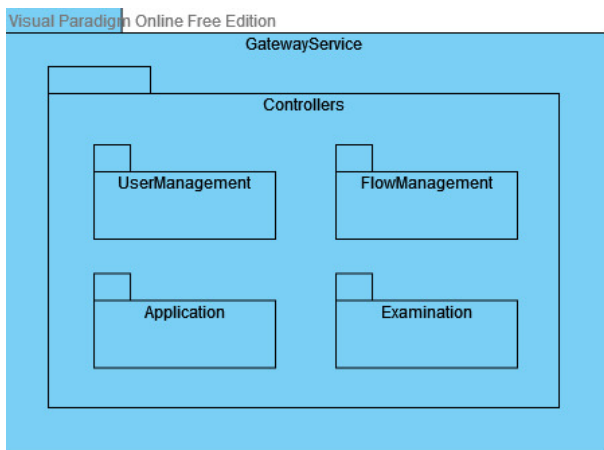 Visual Paradigm Online Free Edition
GatewayService
Controllers
UserManagement
FlowManagement
Application
Examination